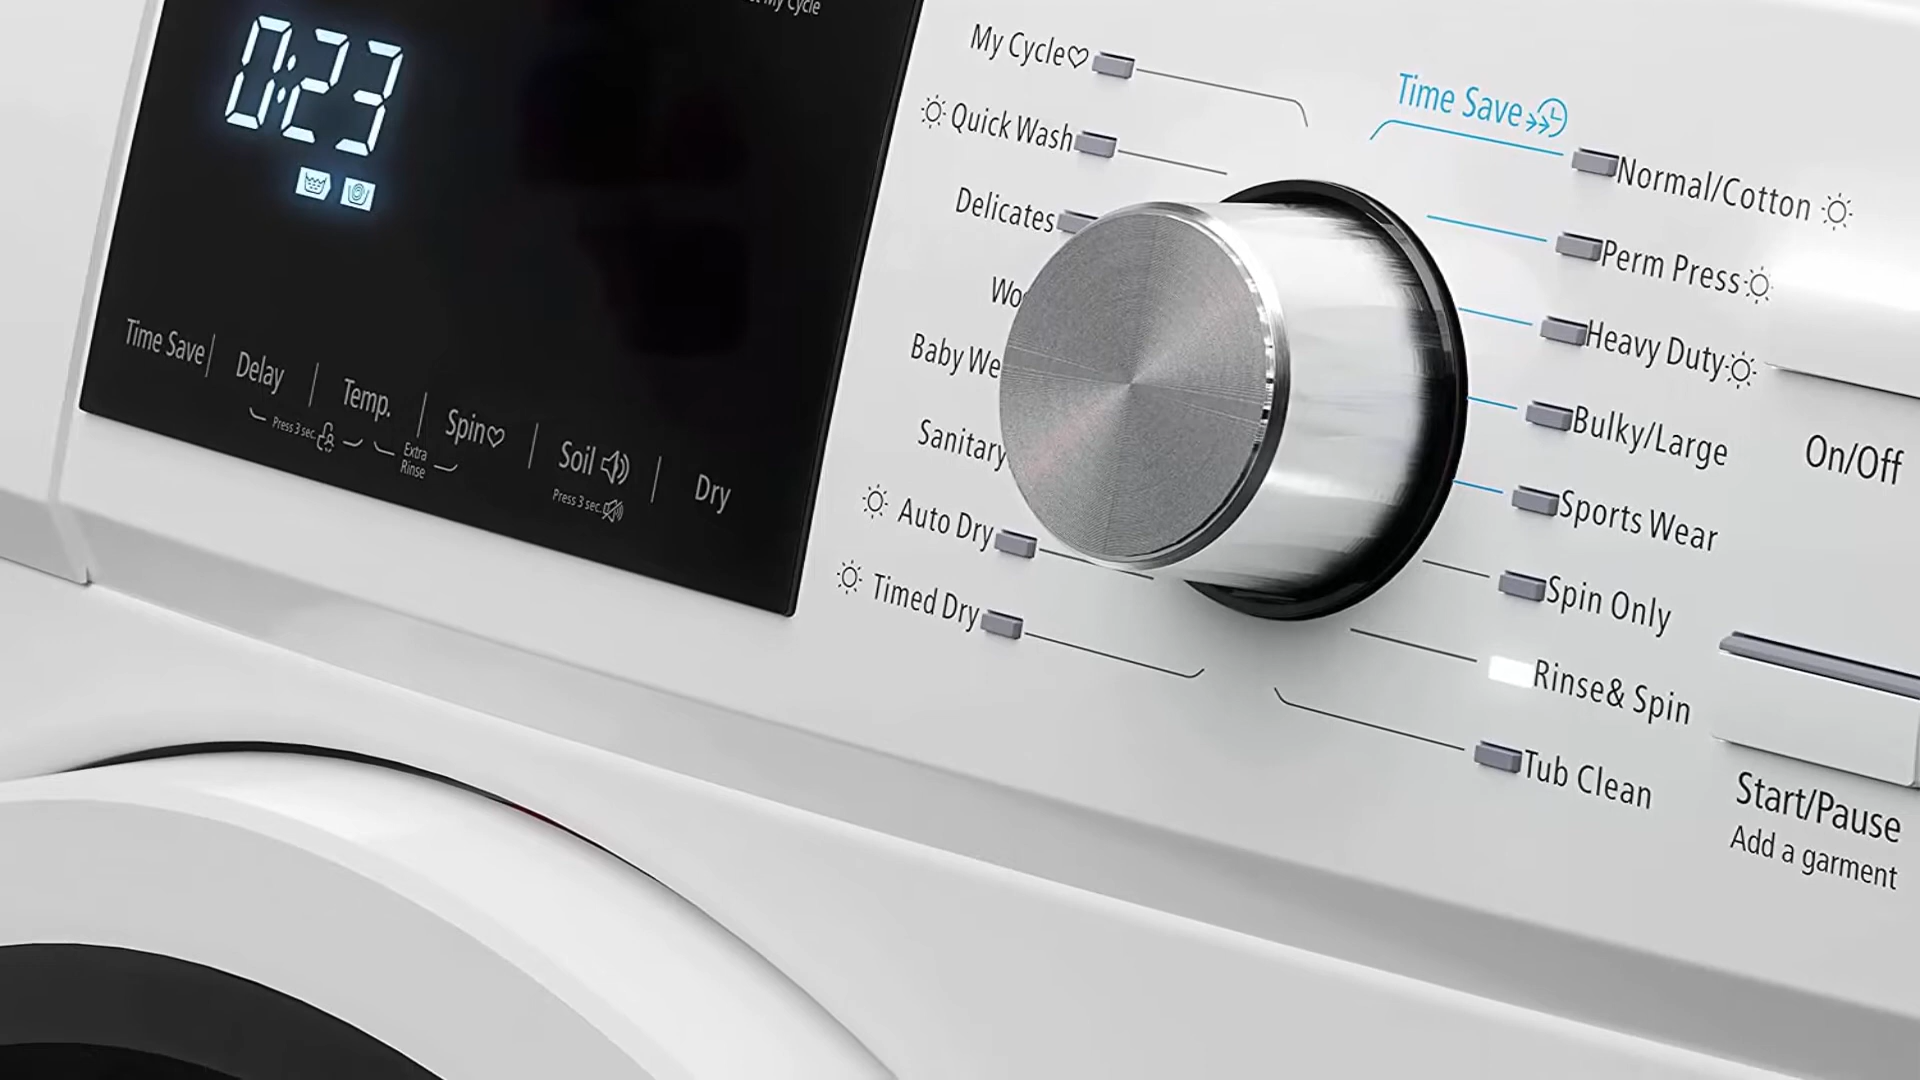 My Cycle
0:23
Time Save
Delay
Temp.
Spin
Soil
Dry
Press 3 sec.
Extra
Rinse
Press 3 sec.
My Cycle
Quick Wash
Delicates
Baby
Sanitary
Auto Dry
Timed Dry
Time Save
Normal/Cotton
Perm Press
Heavy Duty
Bulky/Large
Sports Wear
Spin Only
Rinse& Spin
Tub Clean
On/Off
Start/Pause
Add a garment